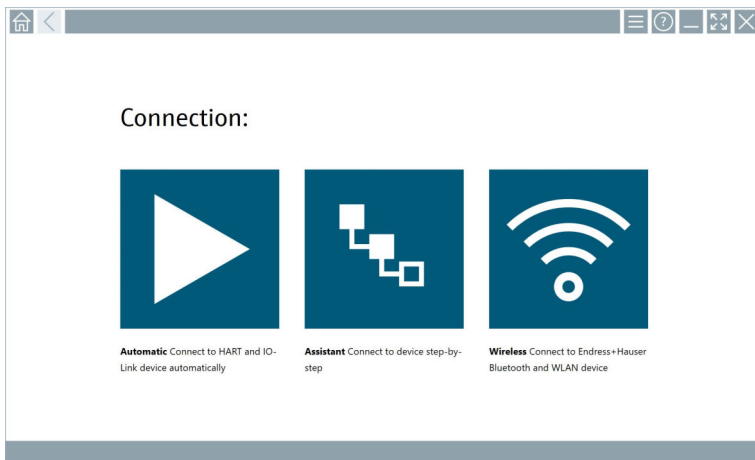 Connection:
Automatic Connect to HART and IO-
Link device automatically
Assistant Connect to device step-by-
step
Wireless Connect to Endress+Hauser
Bluetooth and WLAN device